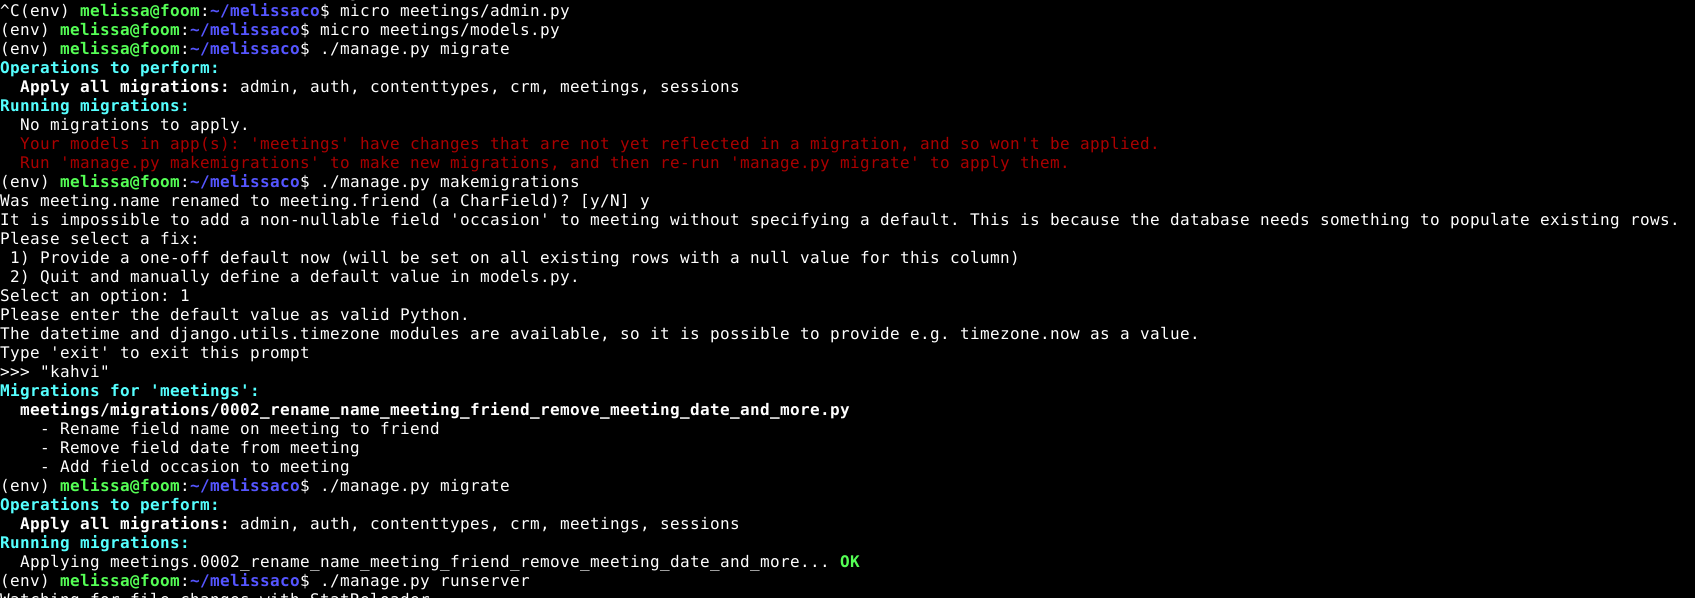 ^C(env) melissa@foom:~/melissaco$ micro meetings/admin.py
(env) melissa@foom:~/melissaco$ micro meetings/models.py
(env) melissa@foom:~/melissaco$ ./manage.py migrate
Operations to perform:
  Apply all migrations: admin, auth, contenttypes, crm, meetings, sessions
Running migrations:
  No migrations to apply.
  Your models in app(s): 'meetings' have changes that are not yet reflected in a migration, and so won't be applied.
  Run 'manage.py makemigrations' to make new migrations, and then re-run 'manage.py migrate' to apply them.
(env) melissa@foom:~/melissaco$ ./manage.py makemigrations
Was meeting.name renamed to meeting.friend (a CharField)? [y/N] y
It is impossible to add a non-nullable field 'occasion' to meeting without specifying a default. This is because the database needs something to populate existing rows.
Please select a fix:
 1) Provide a one-off default now (will be set on all existing rows with a null value for this column)
 2) Quit and manually define a default value in models.py.
Select an option: 1
Please enter the default value as valid Python.
The datetime and django.utils.timezone modules are available, so it is possible to provide e.g. timezone.now as a value.
Type 'exit' to exit this prompt
>>> "kahvi"
Migrations for 'meetings':
  meetings/migrations/0002_rename_name_meeting_friend_remove_meeting_date_and_more.py
    - Rename field name on meeting to friend
    - Remove field date from meeting
    - Add field occasion to meeting
(env) melissa@foom:~/melissaco$ ./manage.py migrate
Operations to perform:
  Apply all migrations: admin, auth, contenttypes, crm, meetings, sessions
Running migrations:
  Applying meetings.0002_rename_name_meeting_friend_remove_meeting_date_and_more... OK
(env) melissa@foom:~/melissaco$ ./manage.py runserver
Watching for file changes with StatReloader